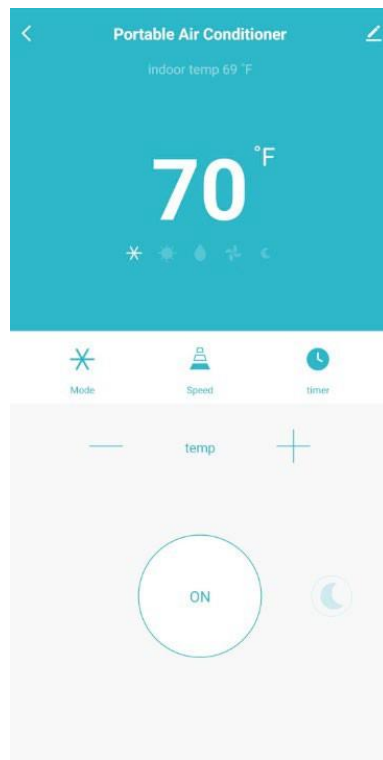 Portable Air Conditioner
indoor temp 69 °F
70 °F
Mode Speed timer
temp
ON